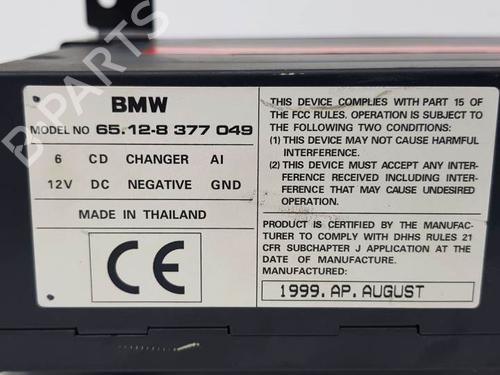 B-PARTS
BMW
MODEL NO 65.12-8 377 049
6 CD CHANGER AI
12V DC NEGATIVE GND
MADE IN THAILAND
CE
THIS DEVICE COMPLIES WITH PART 15 OF
THE FCC RULES. OPERATION IS SUBJECT TO
THE FOLLOWING TWO CONDITIONS:
(1) THIS DEVICE MAY NOT CAUSE HARMFUL
INTERFERENCE.
(2) THIS DEVICE MUST ACCEPT ANY INTER-
FERENCE RECEIVED INCLUDING INTER-
FERENCE THAT MAY CAUSE UNDESIRED
OPERATION.
PRODUCT IS CERTIFIED BY THE MANUFAC-
TURER TO COMPLY WITH DHHS RULES 21
CFR SUBCHAPTER J APPLICATION AT THE
DATE OF MANUFACTURE.
MANUFACTURED:
1999. AP. AUGUST